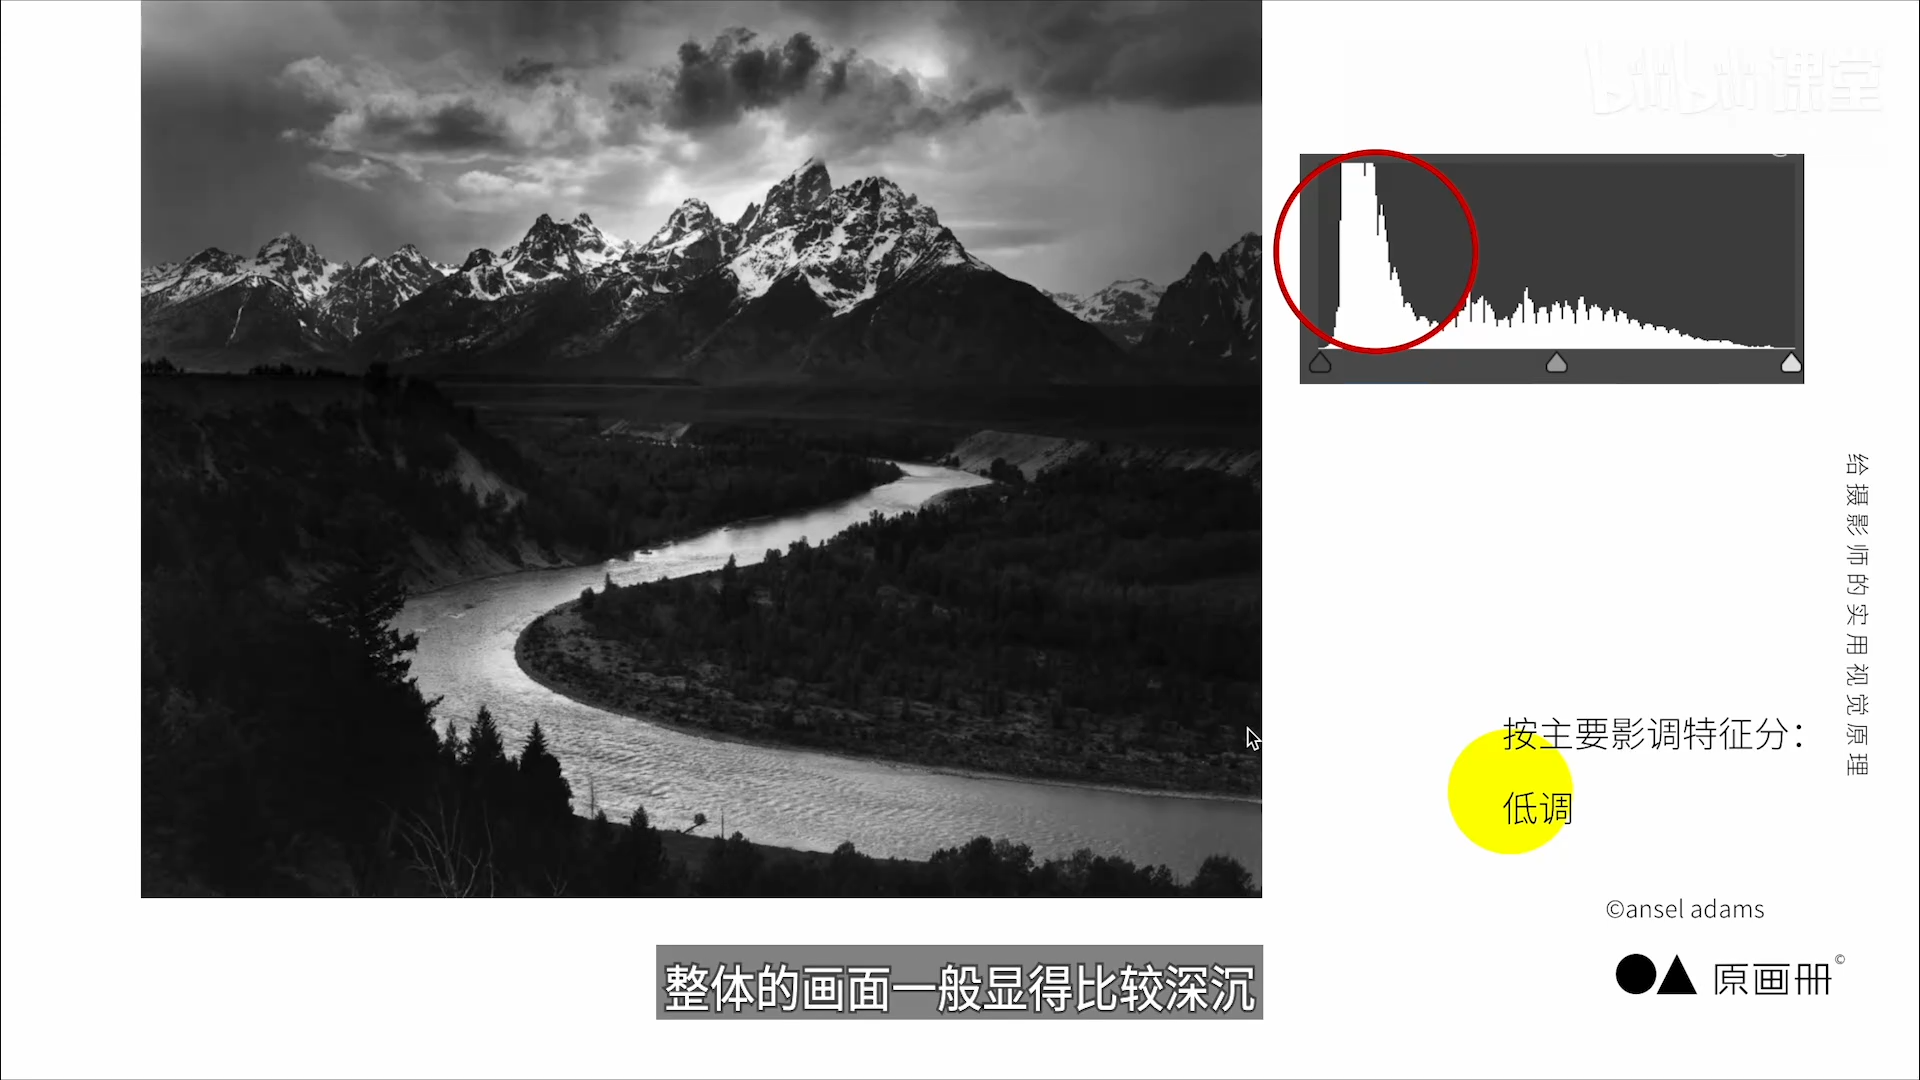 bilibili课堂
给摄影师的实用视觉原理
按主要影调特征分：
低调
©ansel adams
原画册©
整体的画面一般显得比较深沉